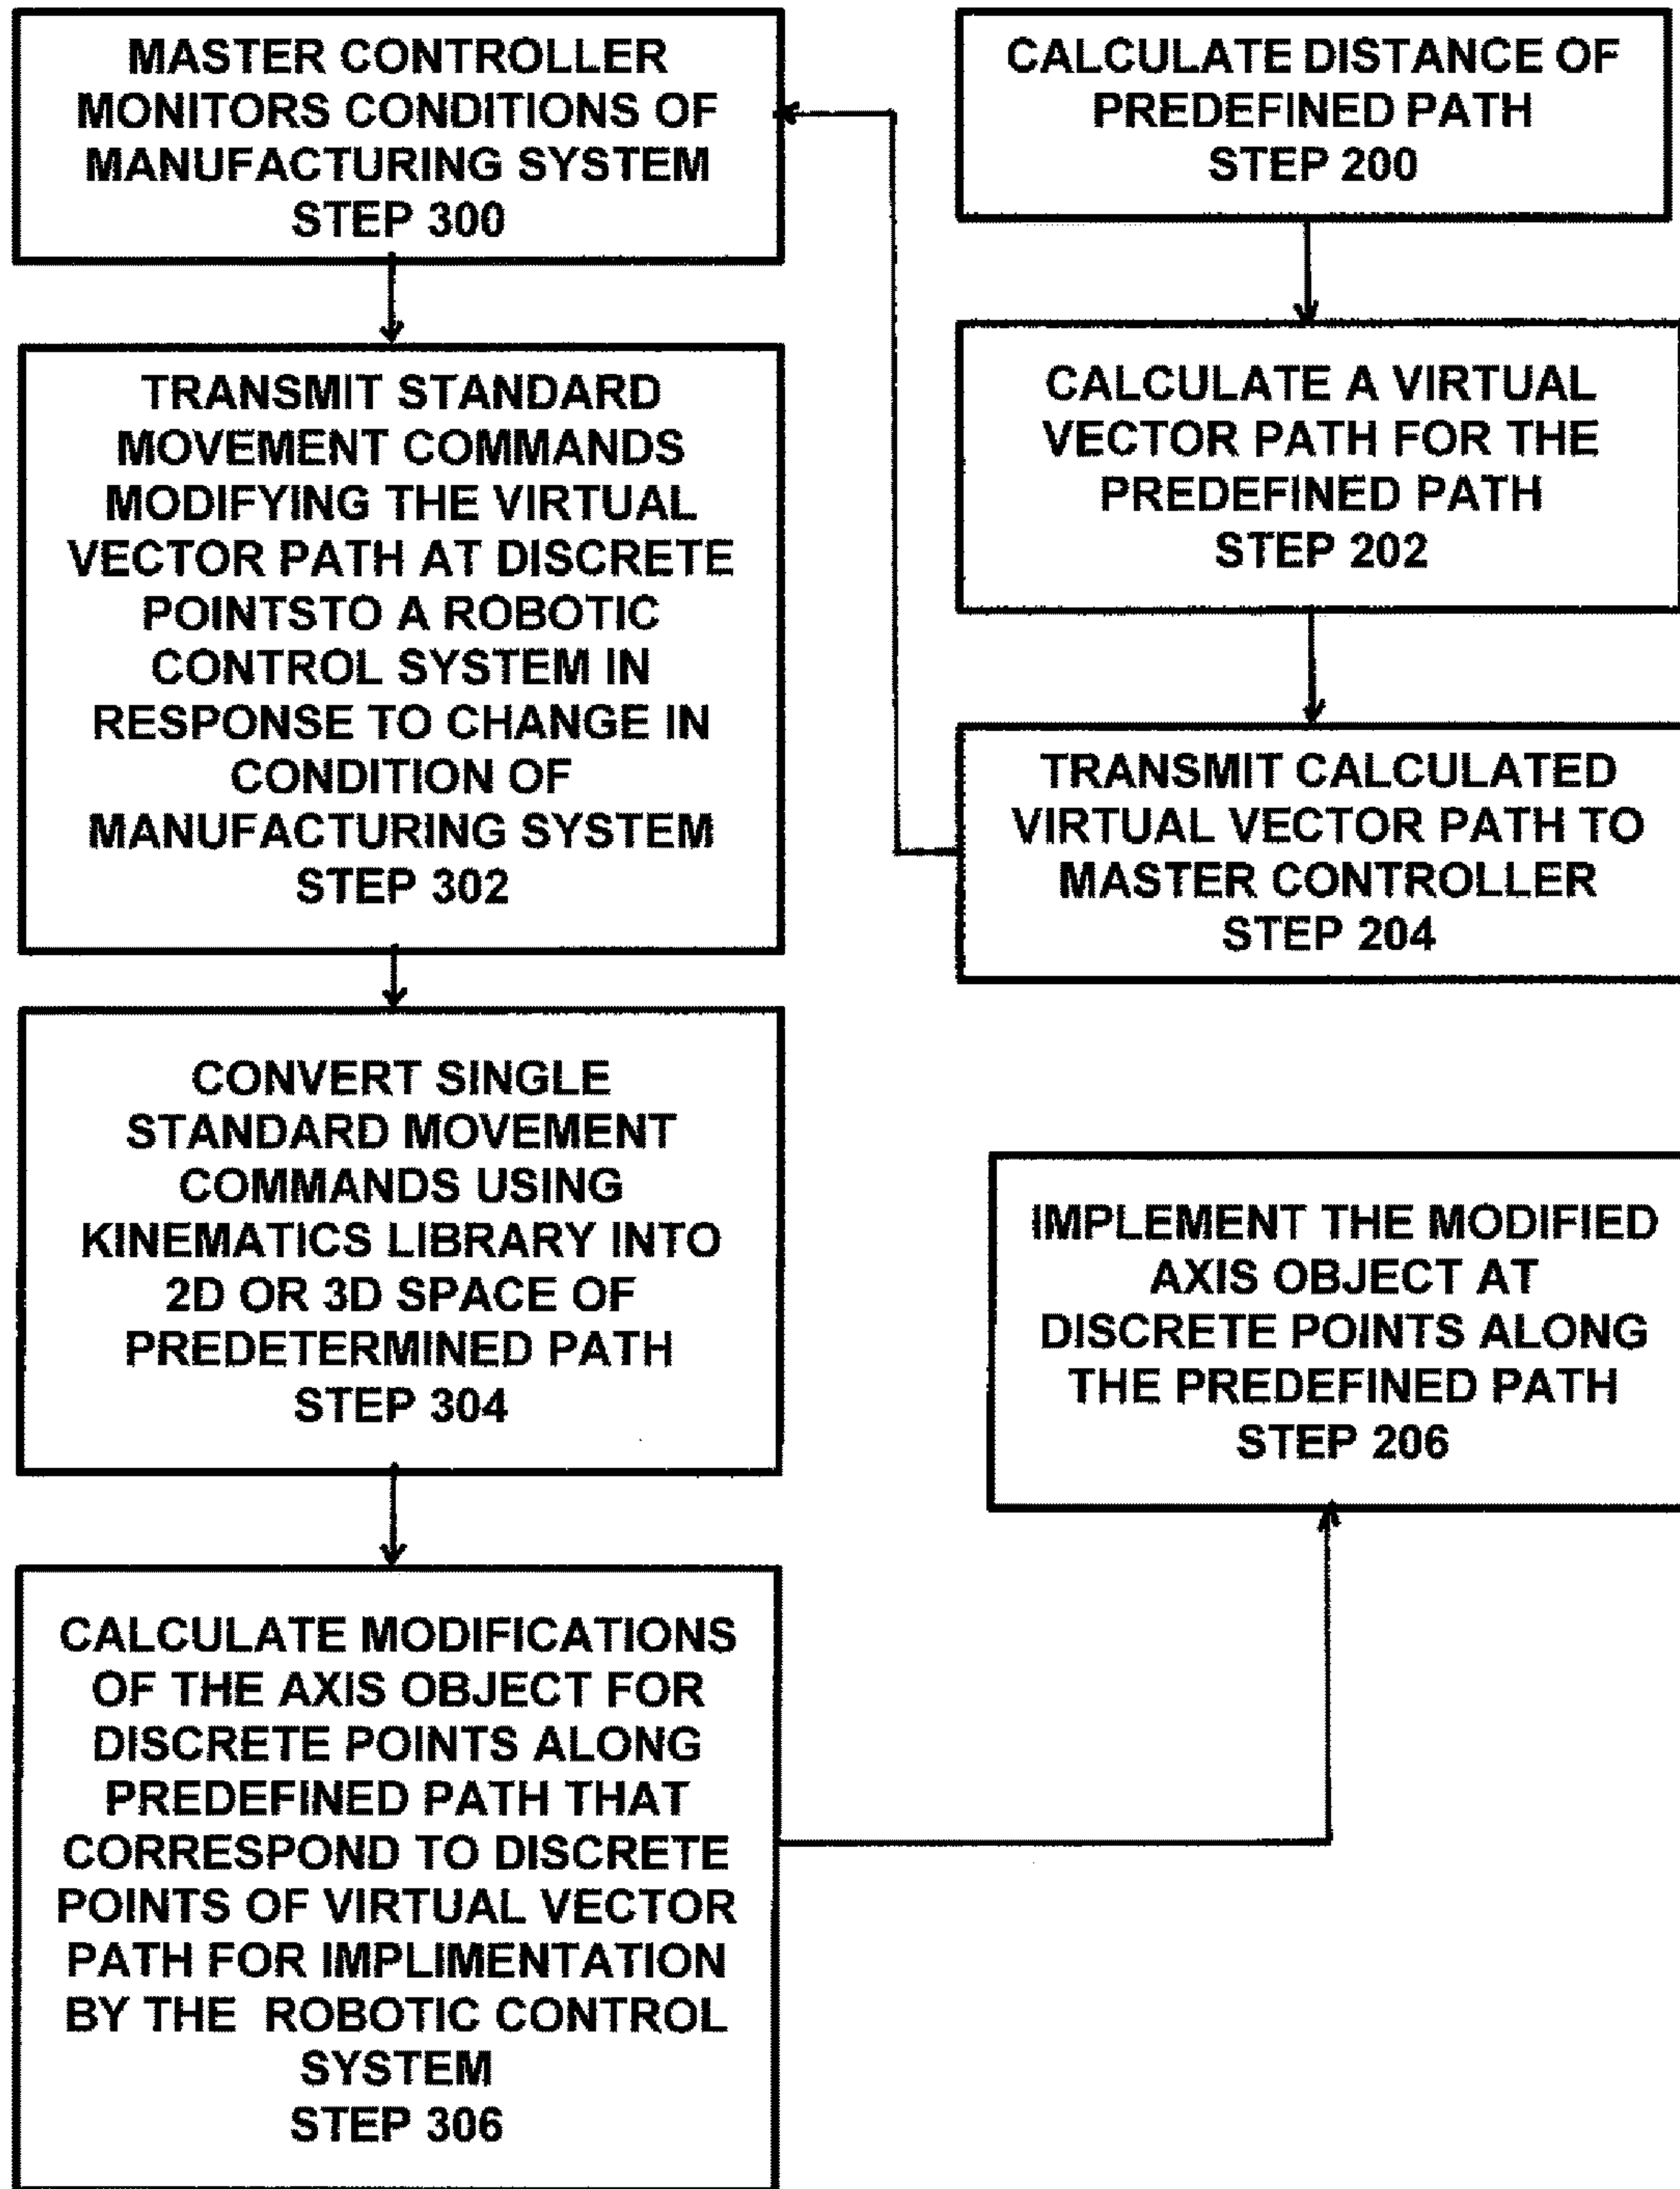 MASTER CONTROLLER
MONITORS CONDITIONS OF
MANUFACTURING SYSTEM
STEP 300
TRANSMIT STANDARD
MOVEMENT COMMANDS
MODIFYING THE VIRTUAL
VECTOR PATH AT DISCRETE
POINTSTO A ROBOTIC
CONTROL SYSTEM IN
RESPONSE TO CHANGE IN
CONDITION OF
MANUFACTURING SYSTEM
STEP 302
CONVERT SINGLE
STANDARD MOVEMENT
COMMANDS USING
KINEMATICS LIBRARY INTO
2D OR 3D SPACE OF
PREDETERMINED PATH
STEP 304
CALCULATE MODIFICATIONS
OF THE AXIS OBJECT FOR
DISCRETE POINTS ALONG
PREDEFINED PATH THAT
CORRESPOND TO DISCRETE
POINTS OF VIRTUAL VECTOR
PATH FOR IMPLIMENTATION
BY THE ROBOTIC CONTROL
SYSTEM
STEP 306
CALCULATE DISTANCE OF
PREDEFINED PATH
STEP 200
CALCULATE A VIRTUAL
VECTOR PATH FOR THE
PREDEFINED PATH
STEP 202
TRANSMIT CALCULATED
VIRTUAL VECTOR PATH TO
MASTER CONTROLLER
STEP 204
IMPLEMENT THE MODIFIED
AXIS OBJECT AT
DISCRETE POINTS ALONG
THE PREDEFINED PATH
STEP 206